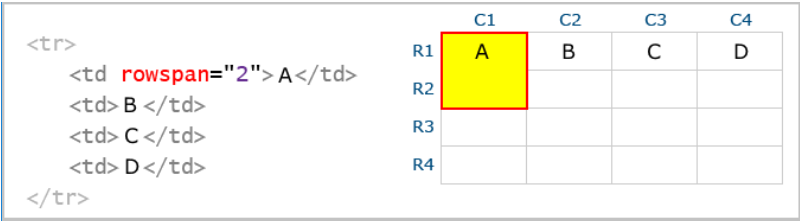 <tr>
<td rowspan="2"> A</td>
<td> B </td>
<td> C </td>
<td> D </td>
</tr>
C1 C2 C3 C4
R1 A B C D
R2
R3
R4